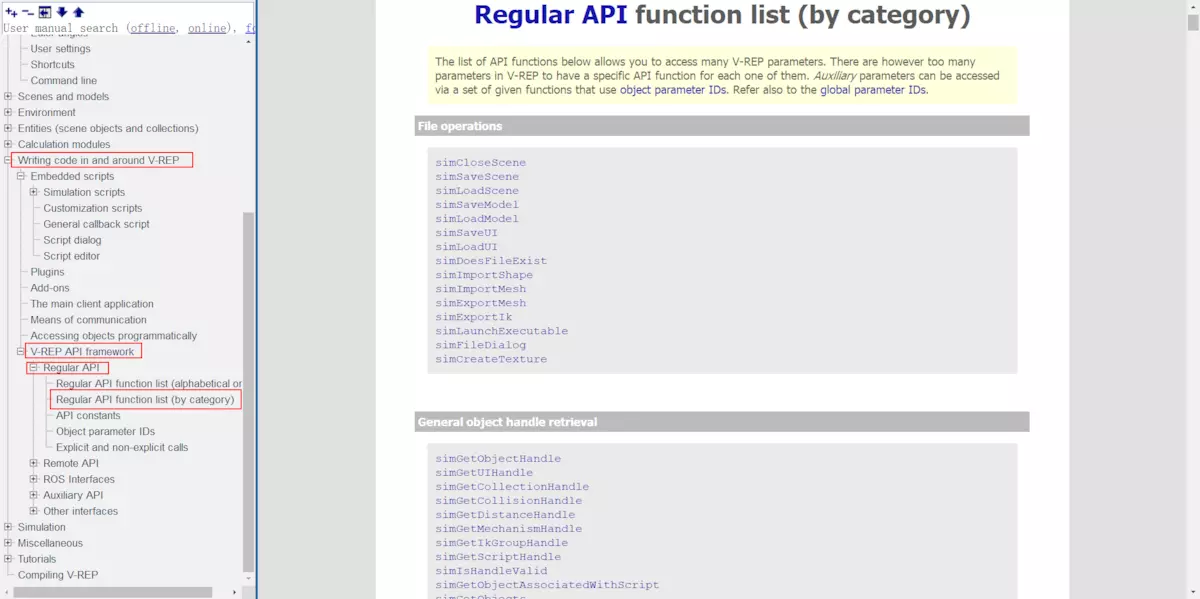 User manual search (offline, online), fo
User settings
Shortcuts
Command line
Scenes and models
Environment
Entities (scene objects and collections)
Calculation modules
Writing code in and around V-REP
Embedded scripts
Simulation scripts
Customization scripts
General callback script
Script dialog
Script editor
Plugins
Add-ons
The main client application
Means of communication
Accessing objects programmatically
V-REP API framework
Regular API
Regular API function list (alphabetical or
Regular API function list (by category)
API constants
Object parameter IDs
Explicit and non-explicit calls
Remote API
ROS Interfaces
Auxiliary API
Other interfaces
Simulation
Miscellaneous
Tutorials
Compiling V-REP
Regular API function list (by category)
The list of API functions below allows you to access many V-REP parameters. There are however too many
parameters in V-REP to have a specific API function for each one of them. Auxiliary parameters can be accessed
via a set of given functions that use object parameter IDs. Refer also to the global parameter IDs.
File operations
simCloseScene
simSaveScene
simLoadScene
simSaveModel
simLoadModel
simSaveUI
simLoadUI
simDoesFileExist
simImportShape
simImportMesh
simExportMesh
simExportIk
simLaunchExecutable
simFileDialog
simCreateTexture
General object handle retrieval
simGetObjectHandle
simGetUIHandle
simGetCollectionHandle
simGetCollisionHandle
simGetDistanceHandle
simGetMechanismHandle
simGetIkGroupHandle
simGetScriptHandle
simIsHandleValid
simGetObjectAssociatedWithScript
simGetObjects